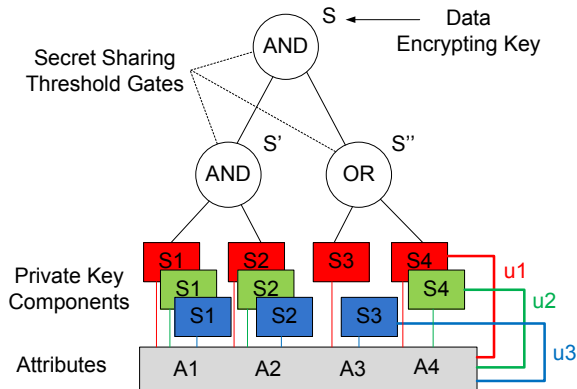 S
Data
Encrypting Key
AND
Secret Sharing
Threshold Gates
S'
S''
AND
OR
S1
S2
S3
S4
Private Key
Components
S1
S2
S4
S1
S2
S3
u1
u2
u3
Attributes
A1
A2
A3
A4